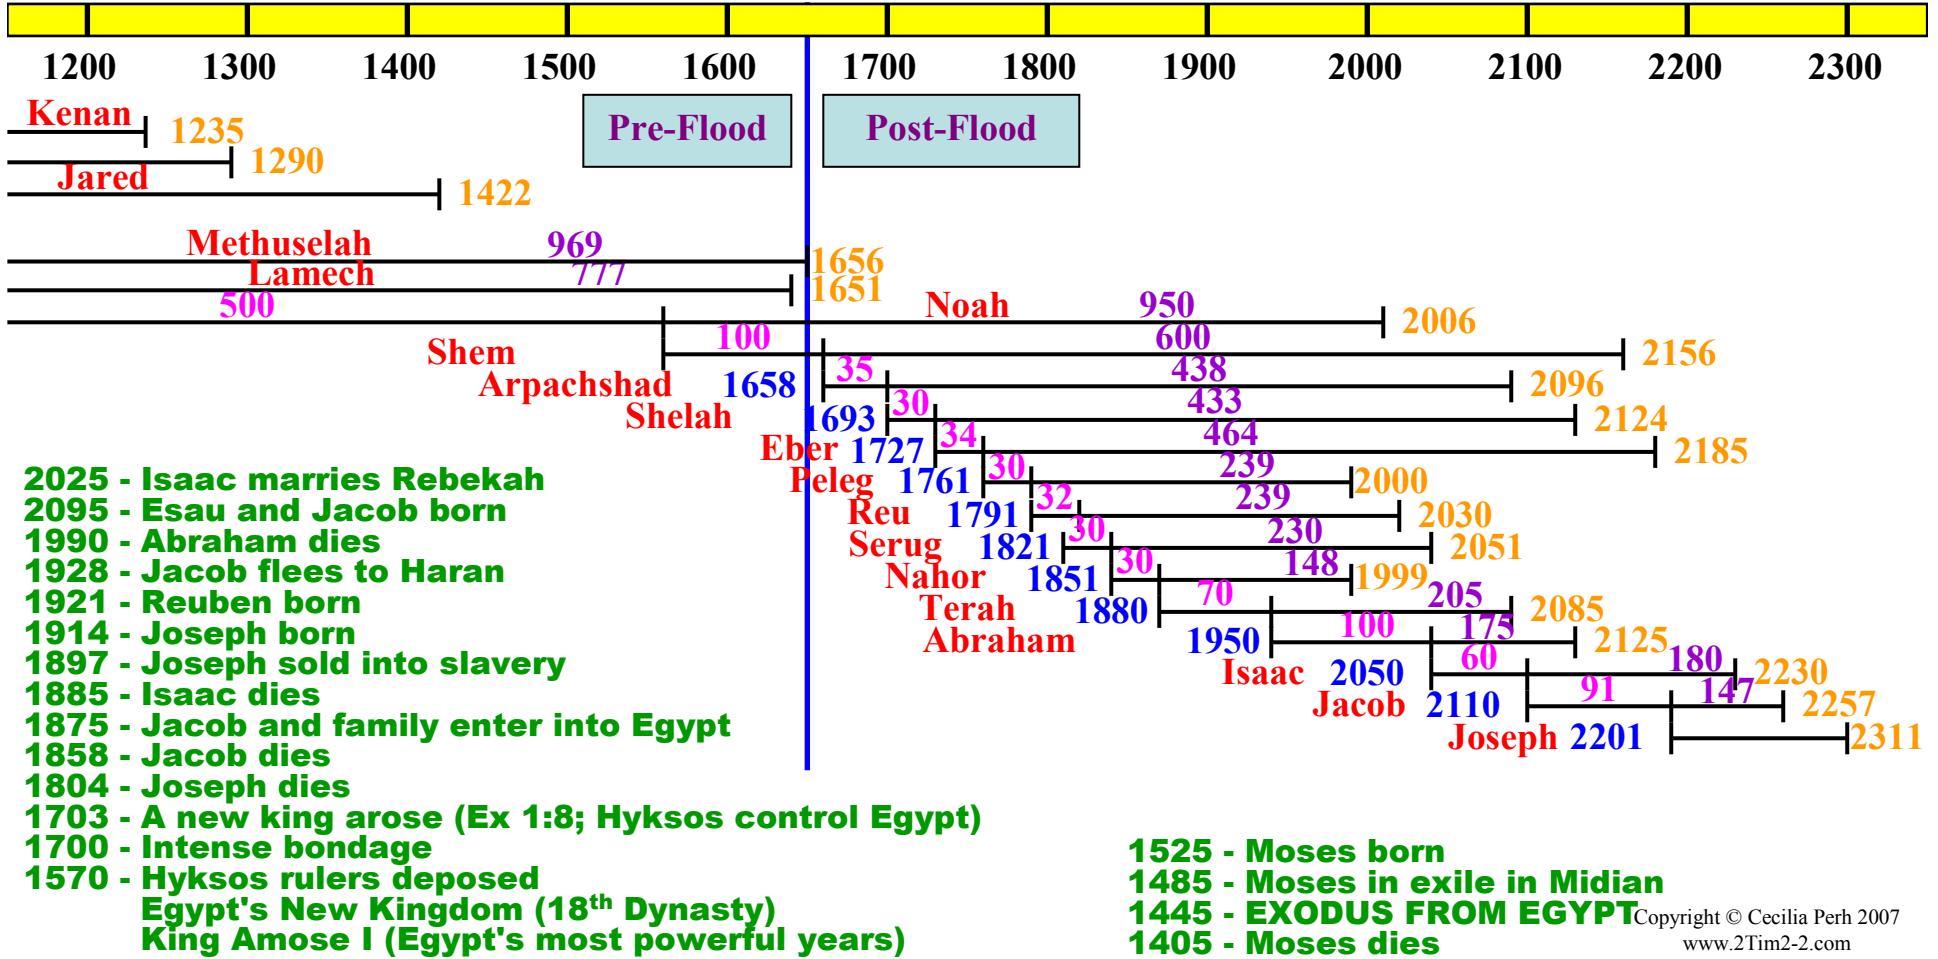 1200 1300 1400 1500 1600 1700 1800 1900 2000 2100 2200 2300
Pre-Flood Post-Flood
Kenan 1235
1290
Jared 1422
Methuselah 969 1656
Lamech 777 1651
500 Noah 950 2006
Shem 100 600 2156
Arpachshad 1658 35 438 2096
Shelah 1693 30 433 2124
Eber 1727 34 464 2185
Peleg 1761 30 239 2000
Reu 1791 32 239 2030
Serug 1821 30 230 2051
Nahor 1851 30 148 1999
Terah 1880 70 205 2085
Abraham 1950 100 175 2125
Isaac 2050 60 180 2230
Jacob 2110 91 147 2257
Joseph 2201 2311
2025 - Isaac marries Rebekah
2095 - Esau and Jacob born
1990 - Abraham dies
1928 - Jacob flees to Haran
1921 - Reuben born
1914 - Joseph born
1897 - Joseph sold into slavery
1885 - Isaac dies
1875 - Jacob and family enter into Egypt
1858 - Jacob dies
1804 - Joseph dies
1703 - A new king arose (Ex 1:8; Hyksos control Egypt)
1700 - Intense bondage
1570 - Hyksos rulers deposed
Egypt's New Kingdom (18th Dynasty)
King Amose I (Egypt's most powerful years)
1525 - Moses born
1485 - Moses in exile in Midian
1445 - EXODUS FROM EGYPT
1405 - Moses dies
Copyright © Cecilia Perh 2007
www.2Tim2-2.com